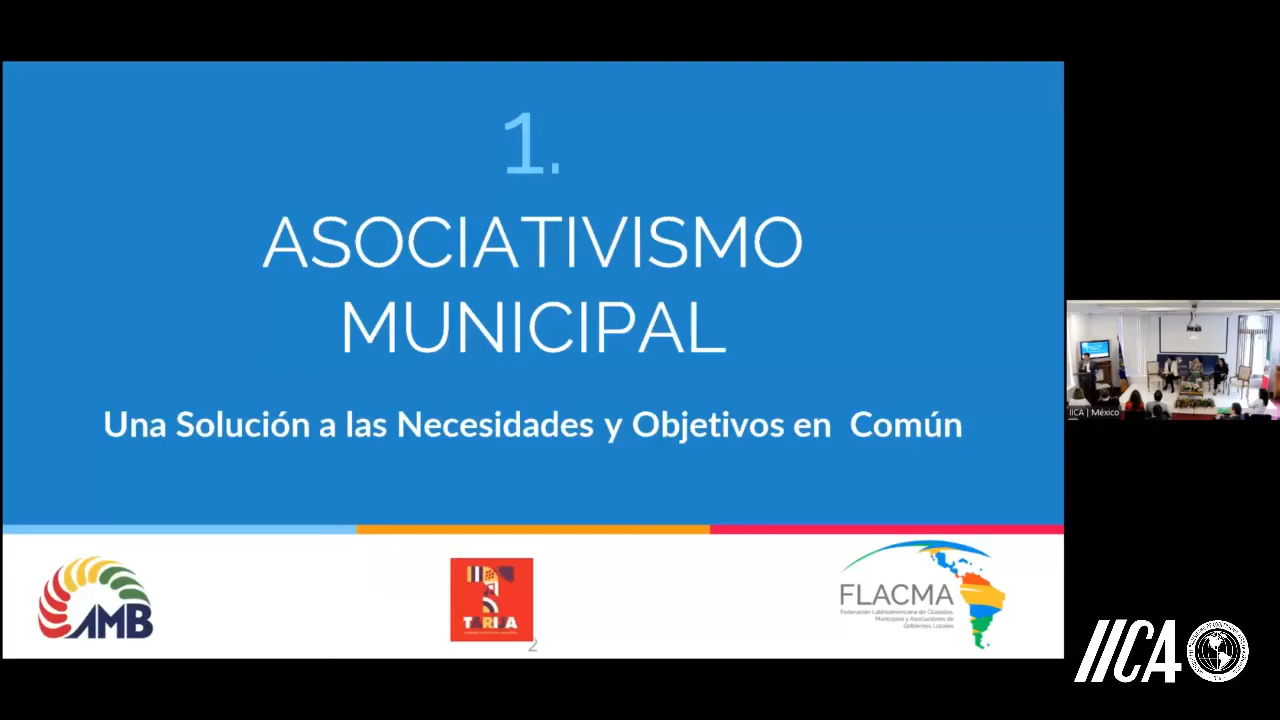 1.
ASOCIATIVISMO
MUNICIPAL
Una Solución a las Necesidades y Objetivos en Común
AMB
TARIJA
2
FLACMA
Federación Latinoamericana de Ciudades,
Municipios y Asociaciones de
Gobiernos Locales
IICA | México
IICA